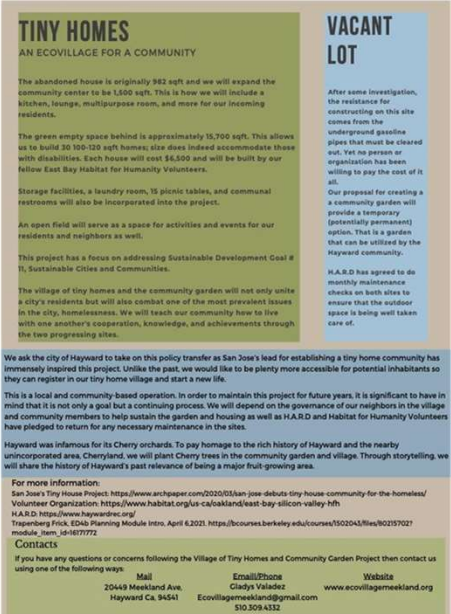 TINY HOMES
AN ECOVILLAGE FOR A COMMUNITY
The abandoned house is originally 982 sqft and we will expand the
community center to be 1,500 sqft. This is how we will include a
kitchen, lounge, multipurpose room, and more for our incoming
residents.
The green empty space behind is approximately 15,700 sqft. This allows
us to build 30 100-120 sqft homes; size does indeed accommodate those
with disabilities. Each house will cost $6,500 and will be built by our
fellow East Bay Habitat for Humanity Volunteers.
Storage facilities, a laundry room, 15 picnic tables, and communal
restrooms will also be incorporated into the project.
An open field will serve as a space for activities and events for our
residents and neighbors as well.
This project has a focus on addressing Sustainable Development Goal #
11, Sustainable Cities and Communities.
The village of tiny homes and the community garden will not only unite
a city's residents but will also combat one of the most prevalent issues
in the city, homelessness. We will teach our community how to live
with one another's cooperation, knowledge, and achievements through
the two progressing sites.
VACANT
LOT
After some investigation,
the resistance for
constructing on this site
comes from the
underground gasoline
pipes that must be cleared
out. Yet no person or
organization has been
willing to pay the cost of it
all.
Our proposal for creating a
a community garden will
provide a temporary
(potentially permanent)
option. That is a garden
that can be utilized by the
Hayward community.
H.A.R.D has agreed to do
monthly maintenance
checks on both sites to
ensure that the outdoor
space is being well taken
care of.
We ask the city of Hayward to take on this policy transfer as San Jose's lead for establishing a tiny home community has
immensely inspired this project. Unlike the past, we would like to be plenty more accessible for potential inhabitants so
they can register in our tiny home village and start a new life.
This is a local and community-based operation. In order to maintain this project for future years, it is significant to have in
mind that it is not only a goal but a continuing process. We will depend on the governance of our neighbors in the village
and community members to help sustain the garden and housing as well as H.A.R.D and Habitat for Humanity Volunteers
have pledged to return for any necessary maintenance in the sites.
Hayward was infamous for its Cherry orchards. To pay homage to the rich history of Hayward and the nearby
unincorporated area, Cherryland, we will plant Cherry trees in the community garden and village. Through storytelling, we
will share the history of Hayward's past relevance of being a major fruit-growing area.
For more information:
San Jose's Tiny House Project: https://www.archpaper.com/2020/03/san-jose-debuts-tiny-house-community-for-the-homeless/
Volunteer Organization: https://www.habitat.org/us-ca/oakland/east-bay-silicon-valley-hfh
H.A.R.D: https://www.haywardrec.org/
Trapenberg Frick, ED4b Planning Module Intro, April 6,2021. https://bcourses.berkeley.edu/courses/1502043/files/80215702?
module_item_id=16171772
Contacts
If you have any questions or concerns following the Village of Tiny Homes and Community Garden Project then contact us
using one of the following ways:
Mail
20449 Meekland Ave,
Hayward Ca, 94541
Email/Phone
Gladys Valadez
Ecovillagemeekland@gmail.com
510.309.4332
Website
www.ecovillagemeekland.org